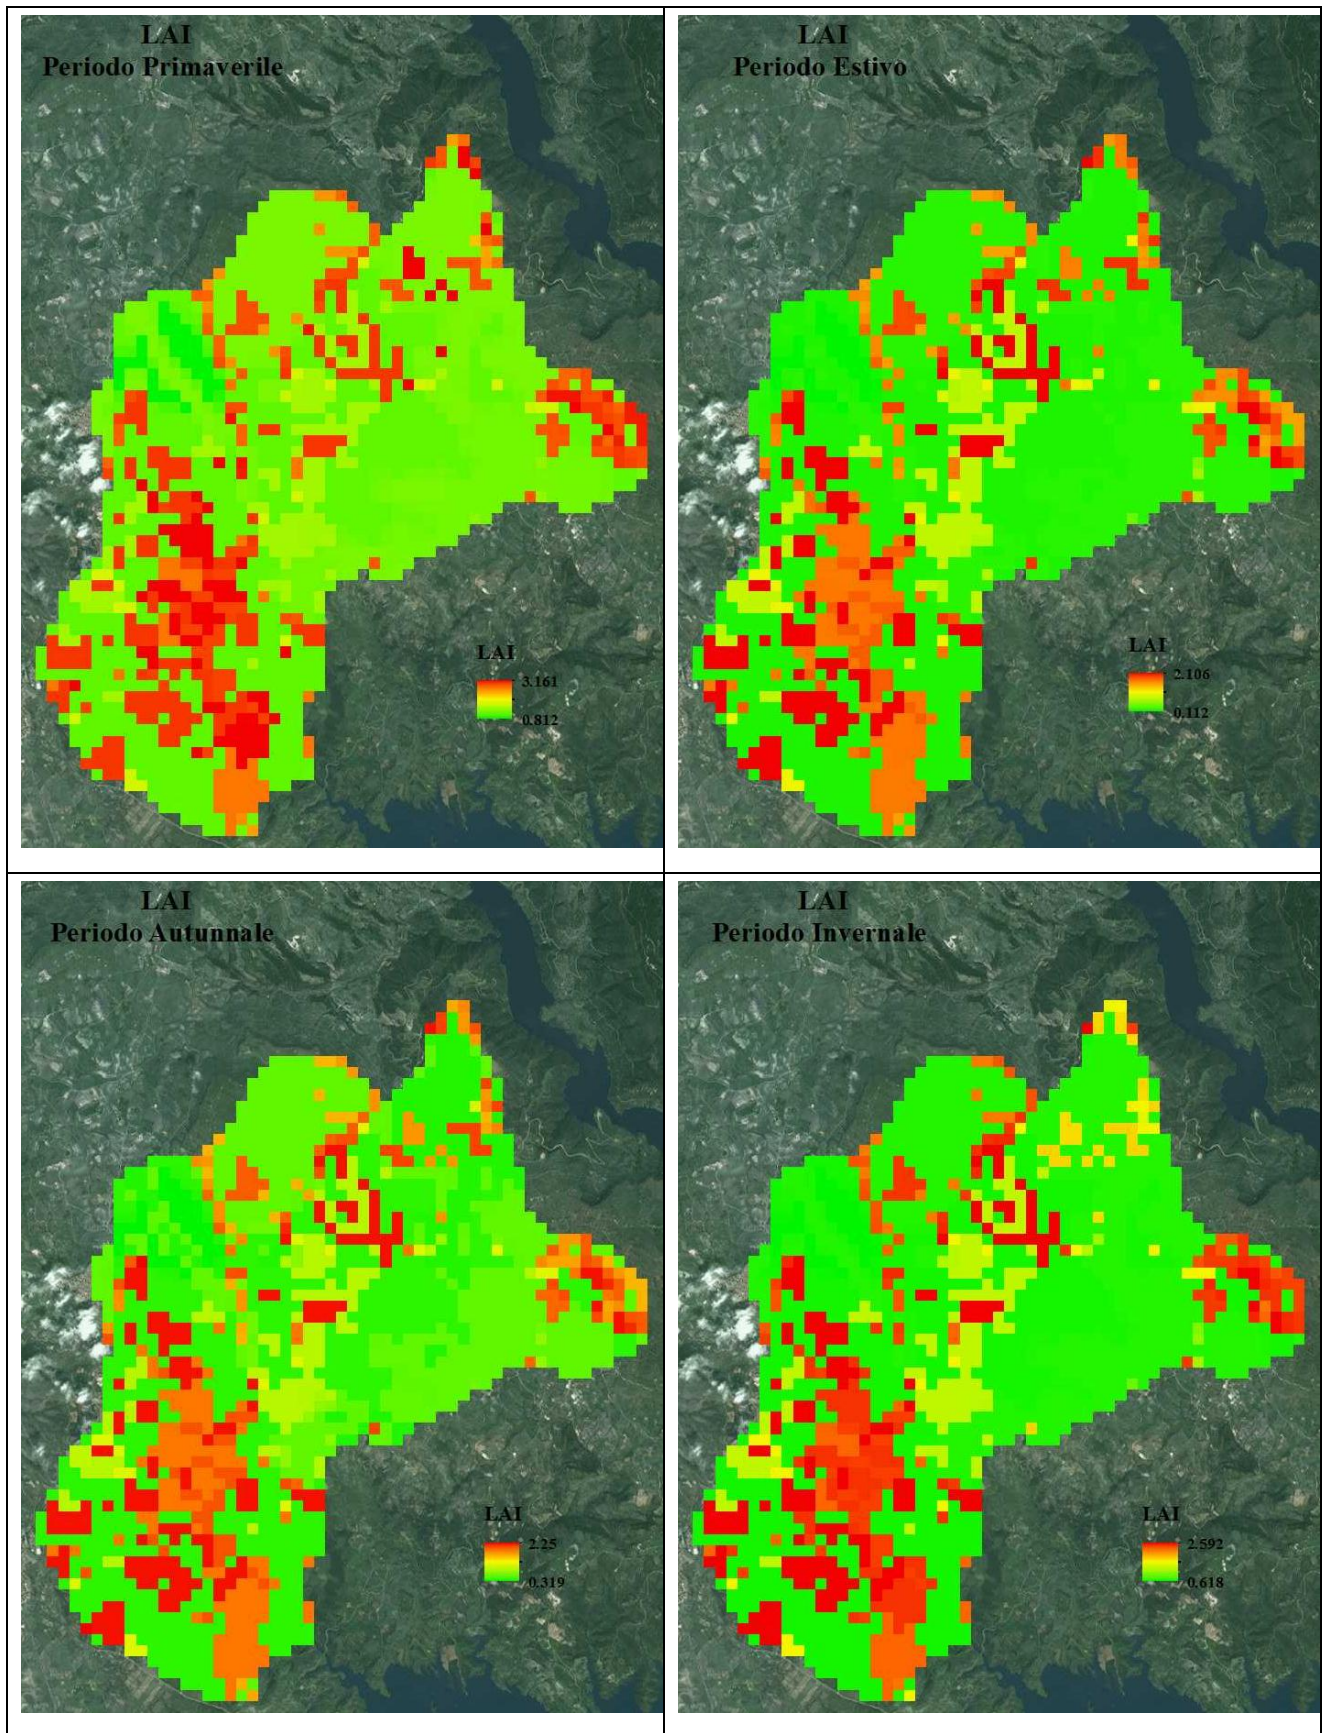 LAI
Periodo Primaverile
LAI
3.161
0.812
LAI
Periodo Estivo
LAI
2.106
0.112
LAI
Periodo Autunnale
LAI
2.25
0.319
LAI
Periodo Invernale
LAI
2.592
0.618